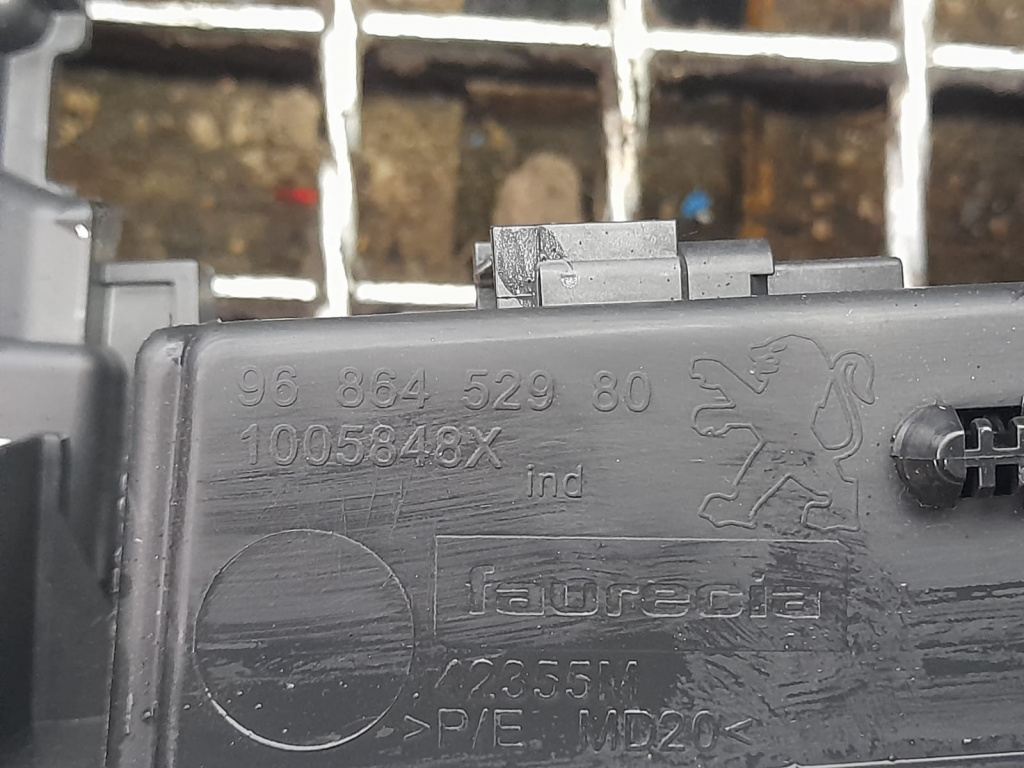 96 864 529 80
1005848X
ind
faurecia
42355M
>P/E MD20<